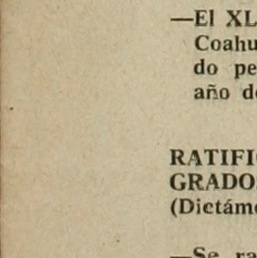 —El XL
Coahu
do pe
año d
RATIFI
GRADO
(Dictám
—Se ra